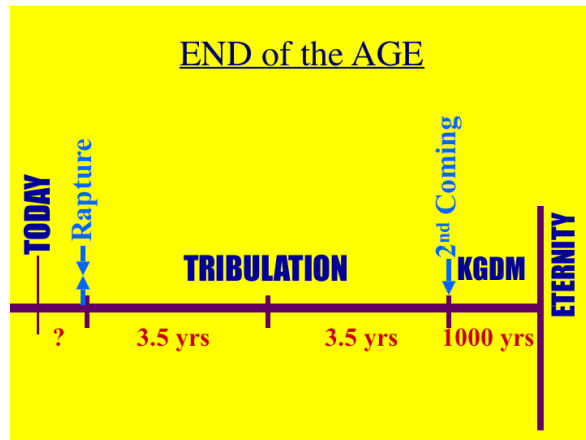 END of the AGE
TODAY
Rapture
TRIBULATION
2nd Coming
KGDM
ETERNITY
?
3.5 yrs
3.5 yrs
1000 yrs